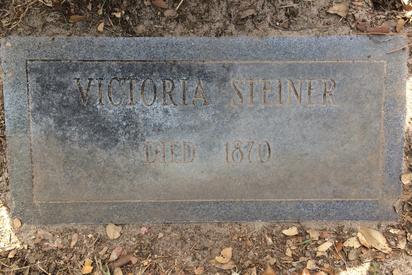 VICTORIA STEINER
DIED 1870